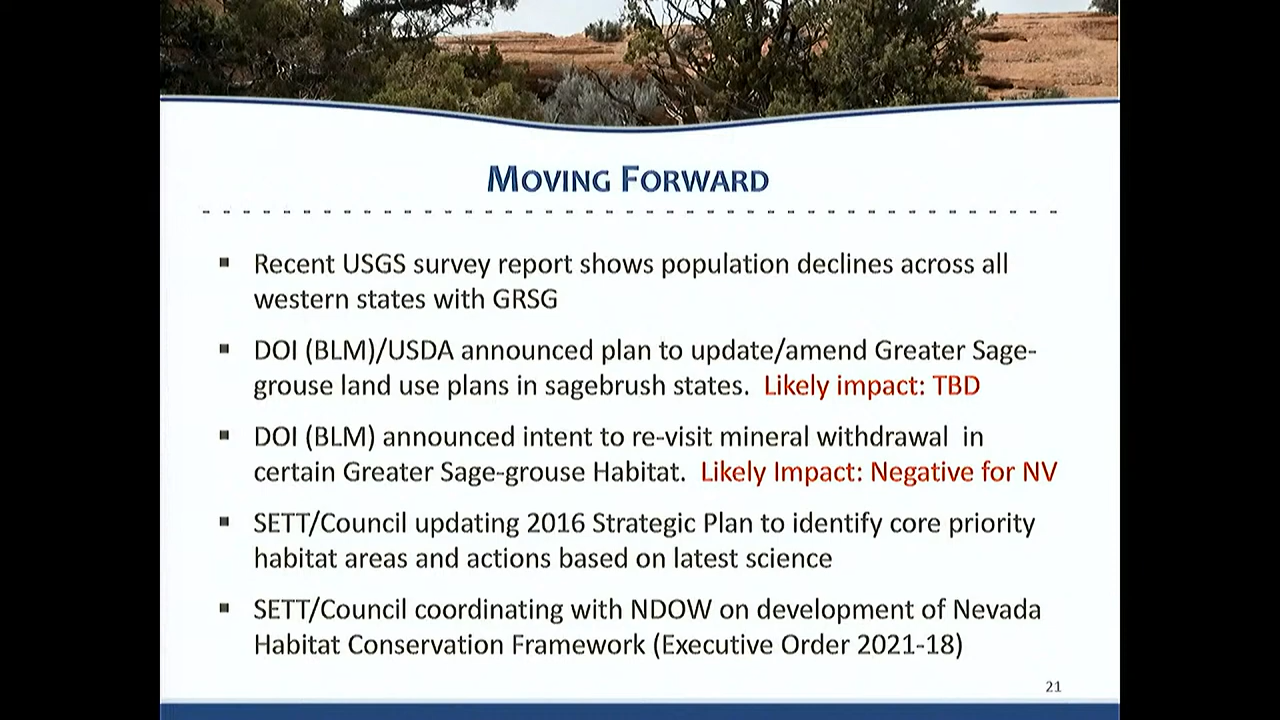 MOVING FORWARD
▪ Recent USGS survey report shows population declines across all
western states with GRSG
▪ DOI (BLM)/USDA announced plan to update/amend Greater Sage-
grouse land use plans in sagebrush states.  Likely impact: TBD
▪ DOI (BLM) announced intent to re-visit mineral withdrawal  in
certain Greater Sage-grouse Habitat.  Likely Impact: Negative for NV
▪ SETT/Council updating 2016 Strategic Plan to identify core priority
habitat areas and actions based on latest science
▪ SETT/Council coordinating with NDOW on development of Nevada
Habitat Conservation Framework (Executive Order 2021-18)
21